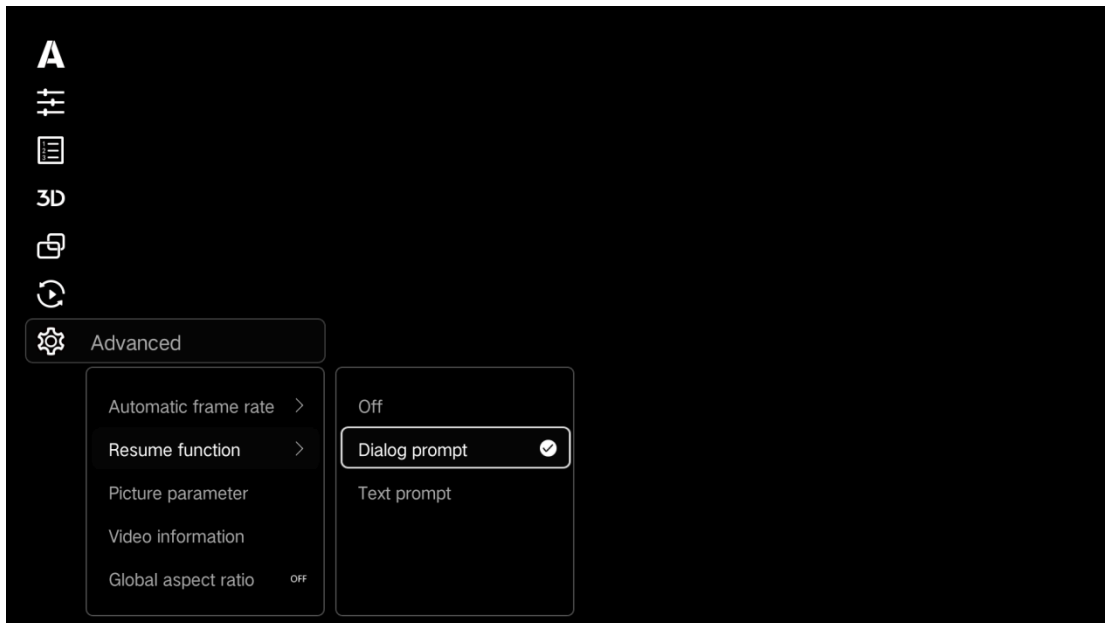 A
3D
Advanced
Automatic frame rate
Resume function
Picture parameter
Video information
Global aspect ratio OFF
Off
Dialog prompt
Text prompt